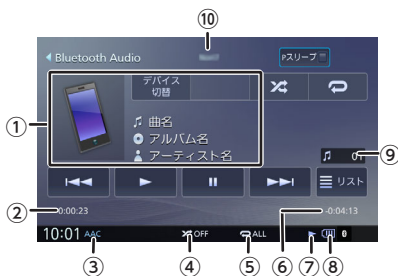 ⑩
Bluetooth Audio
Pスリープ
デバイス
切替
①
曲名
アルバム名
アーティスト名
⑨
01
リスト
② 0:00:23
-0:04:13
10:01 AAC OFF ALL
③ ④ ⑤ ⑥ ⑦ ⑧